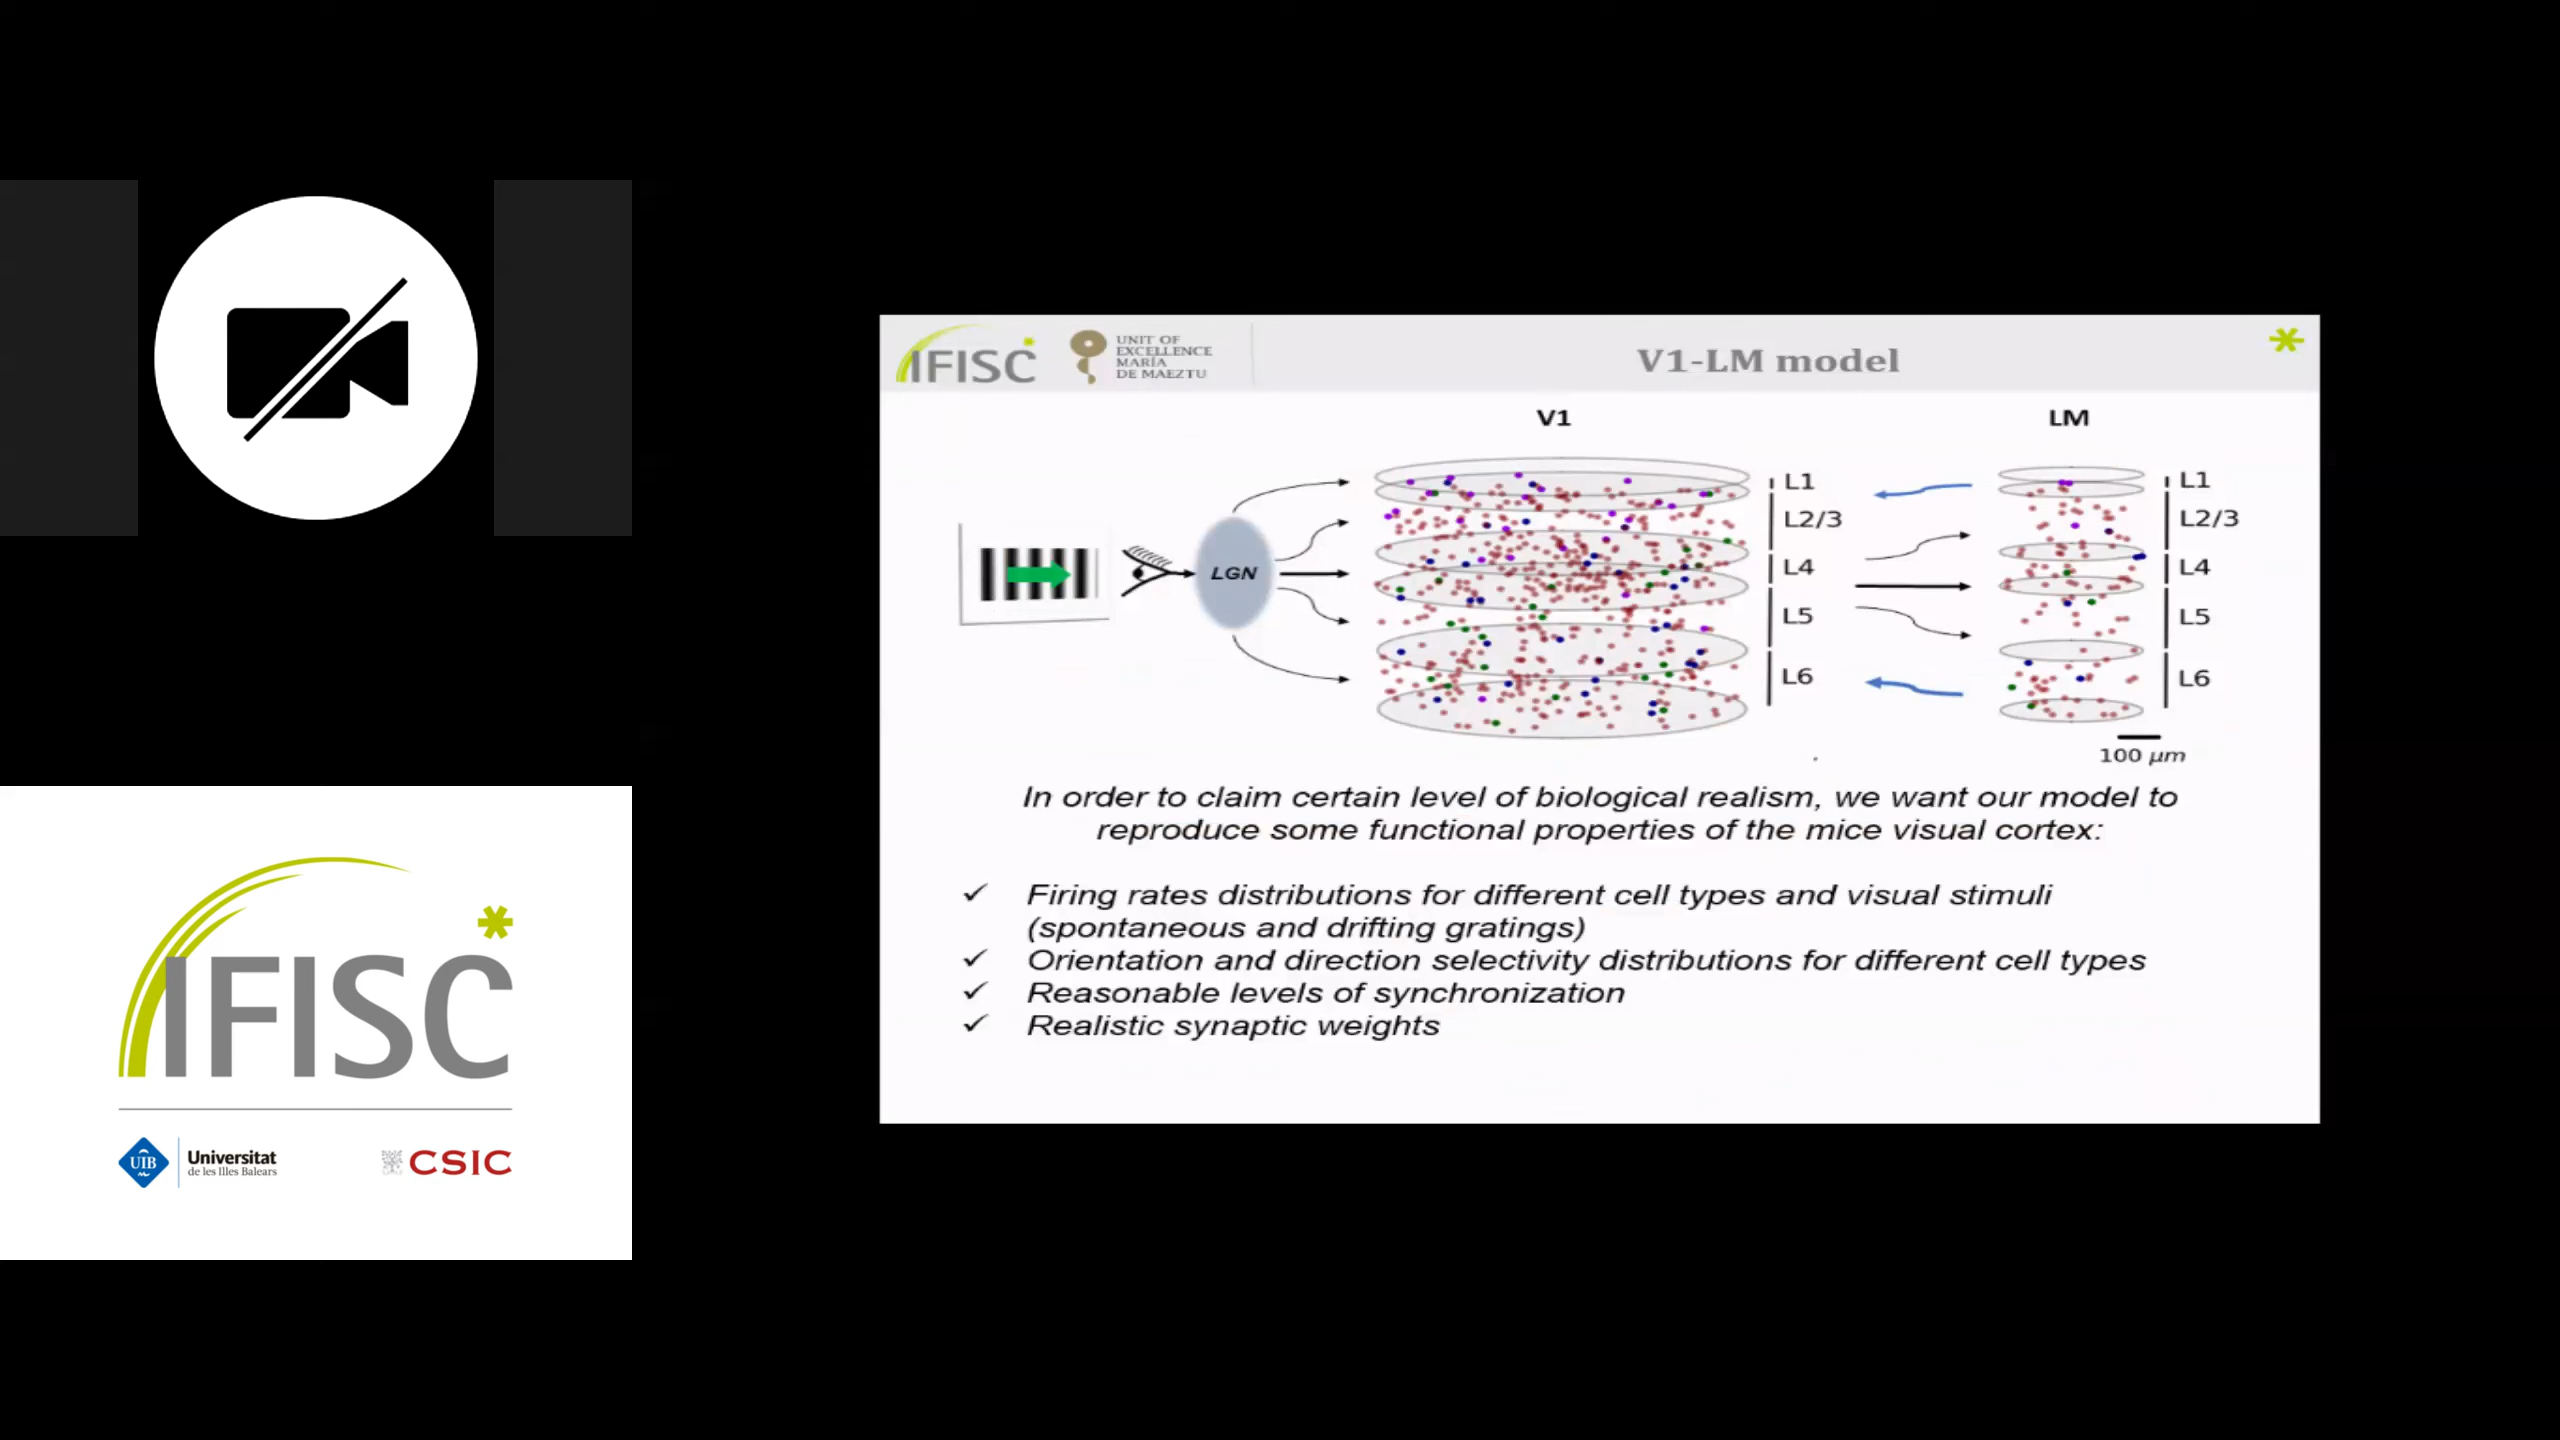 IFISC
UNIT OF
EXCELLENCE
MARÍA
DE MAEZTU
V1-LM model
V1
LM
LGN
L1
L2/3
L4
L5
L6
L1
L2/3
L4
L5
L6
100 µm
In order to claim certain level of biological realism, we want our model to
reproduce some functional properties of the mice visual cortex:
✓ Firing rates distributions for different cell types and visual stimuli
(spontaneous and drifting gratings)
✓ Orientation and direction selectivity distributions for different cell types
✓ Reasonable levels of synchronization
✓ Realistic synaptic weights
IFISC
UIB
Universitat
de les Illes Balears
CSIC